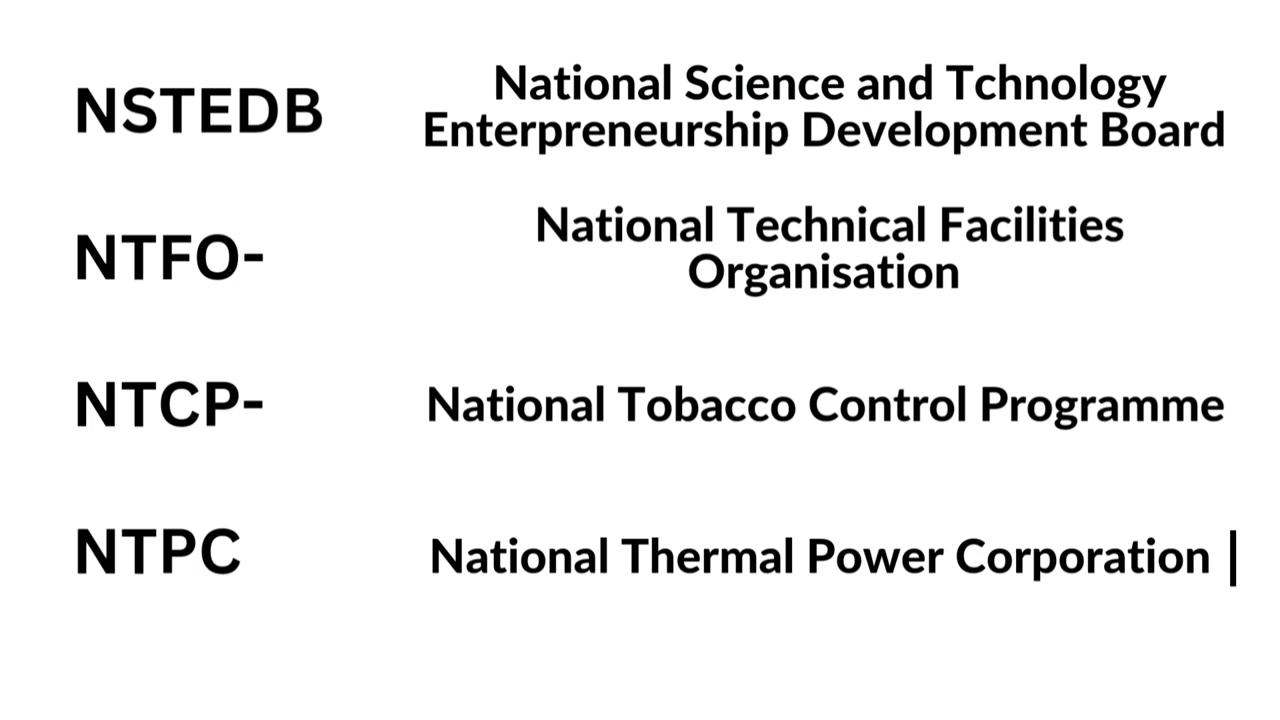 NSTEDB
National Science and Tchnology
Enterpreneurship Development Board
NTFO-
National Technical Facilities
Organisation
NTCP-
National Tobacco Control Programme
NTPC
National Thermal Power Corporation